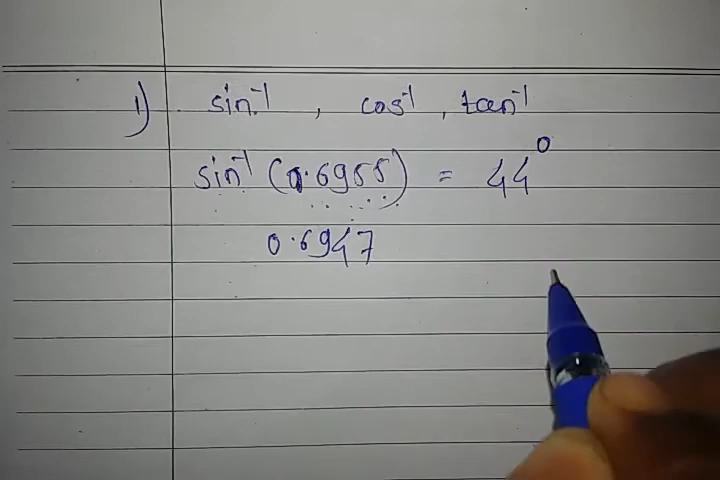 1) sin⁻¹ , cos⁻¹ , tan⁻¹
sin⁻¹ (0.6955) = 44°
0.6947